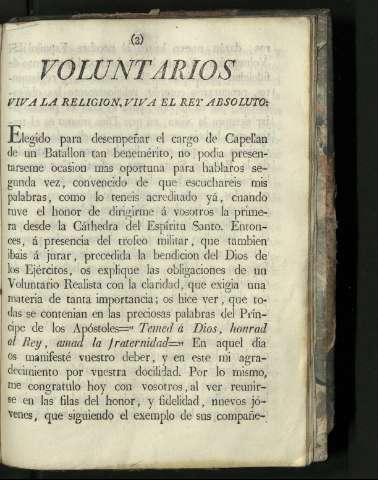 (2)
VOLUNTARIOS
VIVA LA RELIGION, VIVA EL REY ABSOLUTO:
Elegido para desempeñar el cargo de Capellan
de un Batallon tan benemérito, no podia presen-
tarseme ocasion mas oportuna para hablaros se-
gunda vez, convencido de que escuchareis mis
palabras, como lo teneis acreditado yá, cuando
tuve el honor de dirigirme á vosotros la prime-
ra desde la Cáthedra del Espíritu Santo. Enton-
ces, á presencia del trofeo militar, que tambien
ibais á jurar, precedida la bendicion del Dios de
los Ejércitos, os explique las obligaciones de un
Voluntario Realista con la claridad, que exigia una
materia de tanta importancia; os hice ver, que to-
das se contenian en las preciosas palabras del Prín-
cipe de los Apóstoles=" Temed á Dios, honrad
al Rey, amad la fraternidad=" En aquel dia
os manifesté vuestro deber, y en este mi agra-
decimiento por vuestra docilidad. Por lo mismo,
me congratulo hoy con vosotros, al ver reunir-
se en las filas del honor, y fidelidad, nuevos jó-
venes, que siguiendo el exemplo de sus compañe-